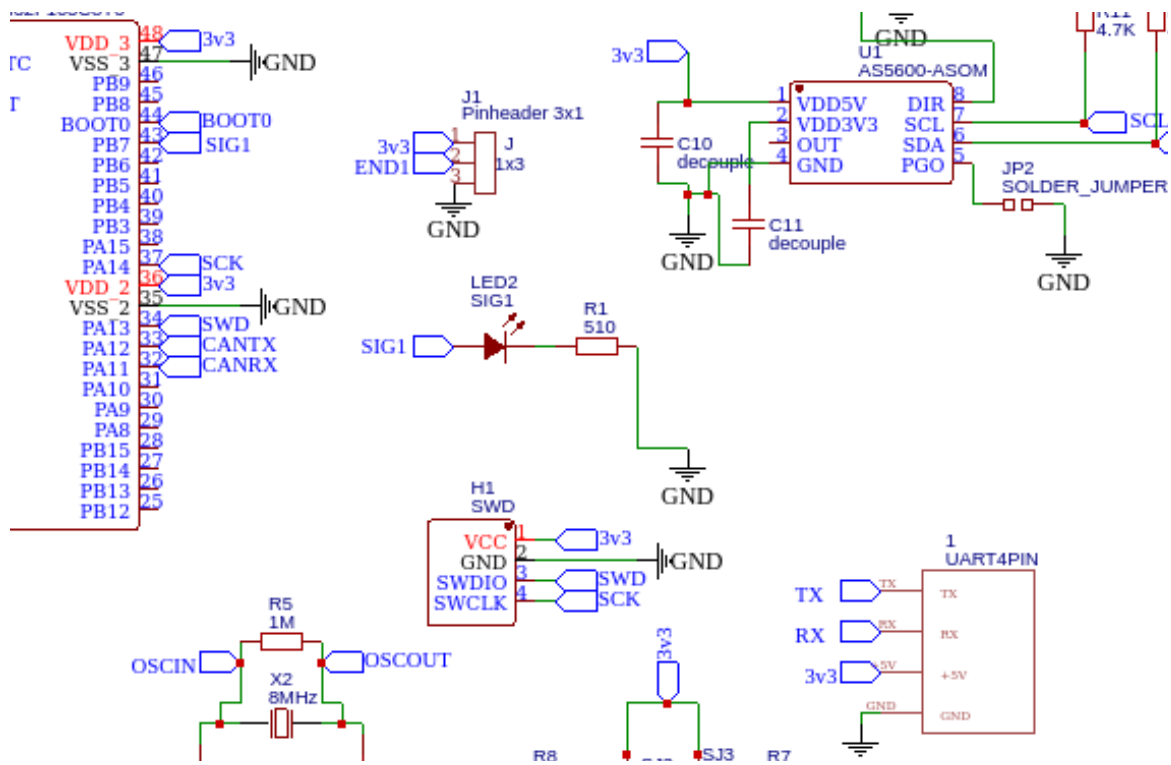 VDD_3
48
3v3
VSS_3
47
GND
PB9
46
PB8
45
BOOT0
44
BOOT0
PB7
43
SIG1
PB6
42
PB5
41
PB4
40
PB3
39
PA15
38
PA14
37
SCK
VDD_2
36
3v3
VSS_2
35
GND
PA13
34
SWD
PA12
33
CANTX
PA11
32
CANRX
PA10
31
PA9
30
PA8
29
PB15
28
PB14
27
PB13
26
PB12
25
TC
T
J1
Pinheader 3x1
3v3
1
J
END1
2
1x3
3
GND
GND
3v3
U1
AS5600-ASOM
1
VDD5V
DIR
8
2
VDD3V3
SCL
7
3
OUT
SDA
6
4
GND
PGO
5
C10
decouple
C11
decouple
GND
R11
4.7K
SCL
JP2
SOLDER_JUMPER
GND
LED2
SIG1
SIG1
R1
510
GND
H1
SWD
VCC
1
3v3
GND
2
GND
SWDIO
3
SWD
SWCLK
4
SCK
1
UART4PIN
TX
TX
TX
RX
RX
RX
3v3
+5V
+5V
GND
GND
R5
1M
OSCIN
OSCOUT
X2
8MHz
3v3
R8
SJ3
R7